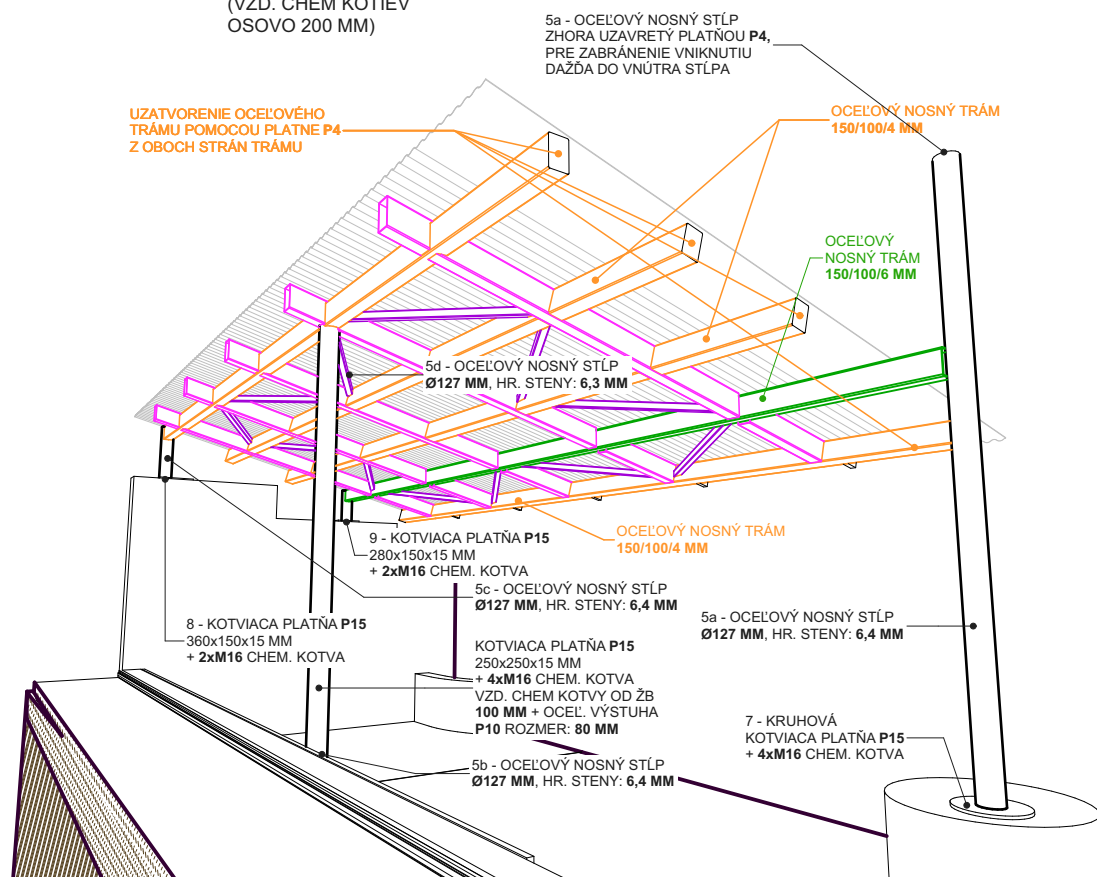 (VZD. CHEM KOTIEV
OSOVO 200 MM)
5a - OCEĽOVÝ NOSNÝ STĹP
ZHORA UZAVRETÝ PLATŇOU P4,
PRE ZABRÁNENIE VNIKNUTIU
DAŽĎA DO VNÚTRA STĹPA
UZATVORENIE OCEĽOVÉHO
TRÁMU POMOCOU PLATNE P4
Z OBOCH STRÁN TRÁMU
OCEĽOVÝ NOSNÝ TRÁM
150/100/4 MM
OCEĽOVÝ
NOSNÝ TRÁM
150/100/6 MM
5d - OCEĽOVÝ NOSNÝ STĹP
Ø127 MM, HR. STENY: 6,3 MM
OCEĽOVÝ NOSNÝ TRÁM
150/100/4 MM
9 - KOTVIACA PLATŇA P15
280x150x15 MM
+ 2xM16 CHEM. KOTVA
5c - OCEĽOVÝ NOSNÝ STĹP
Ø127 MM, HR. STENY: 6,4 MM
8 - KOTVIACA PLATŇA P15
360x150x15 MM
+ 2xM16 CHEM. KOTVA
5a - OCEĽOVÝ NOSNÝ STĹP
Ø127 MM, HR. STENY: 6,4 MM
KOTVIACA PLATŇA P15
250x250x15 MM
+ 4xM16 CHEM. KOTVA
VZD. CHEM KOTVY OD ŽB
100 MM + OCEĽ. VÝSTUHA
P10 ROZMER: 80 MM
7 - KRUHOVÁ
KOTVIACA PLATŇA P15
+ 4xM16 CHEM. KOTVA
5b - OCEĽOVÝ NOSNÝ STĹP
Ø127 MM, HR. STENY: 6,4 MM